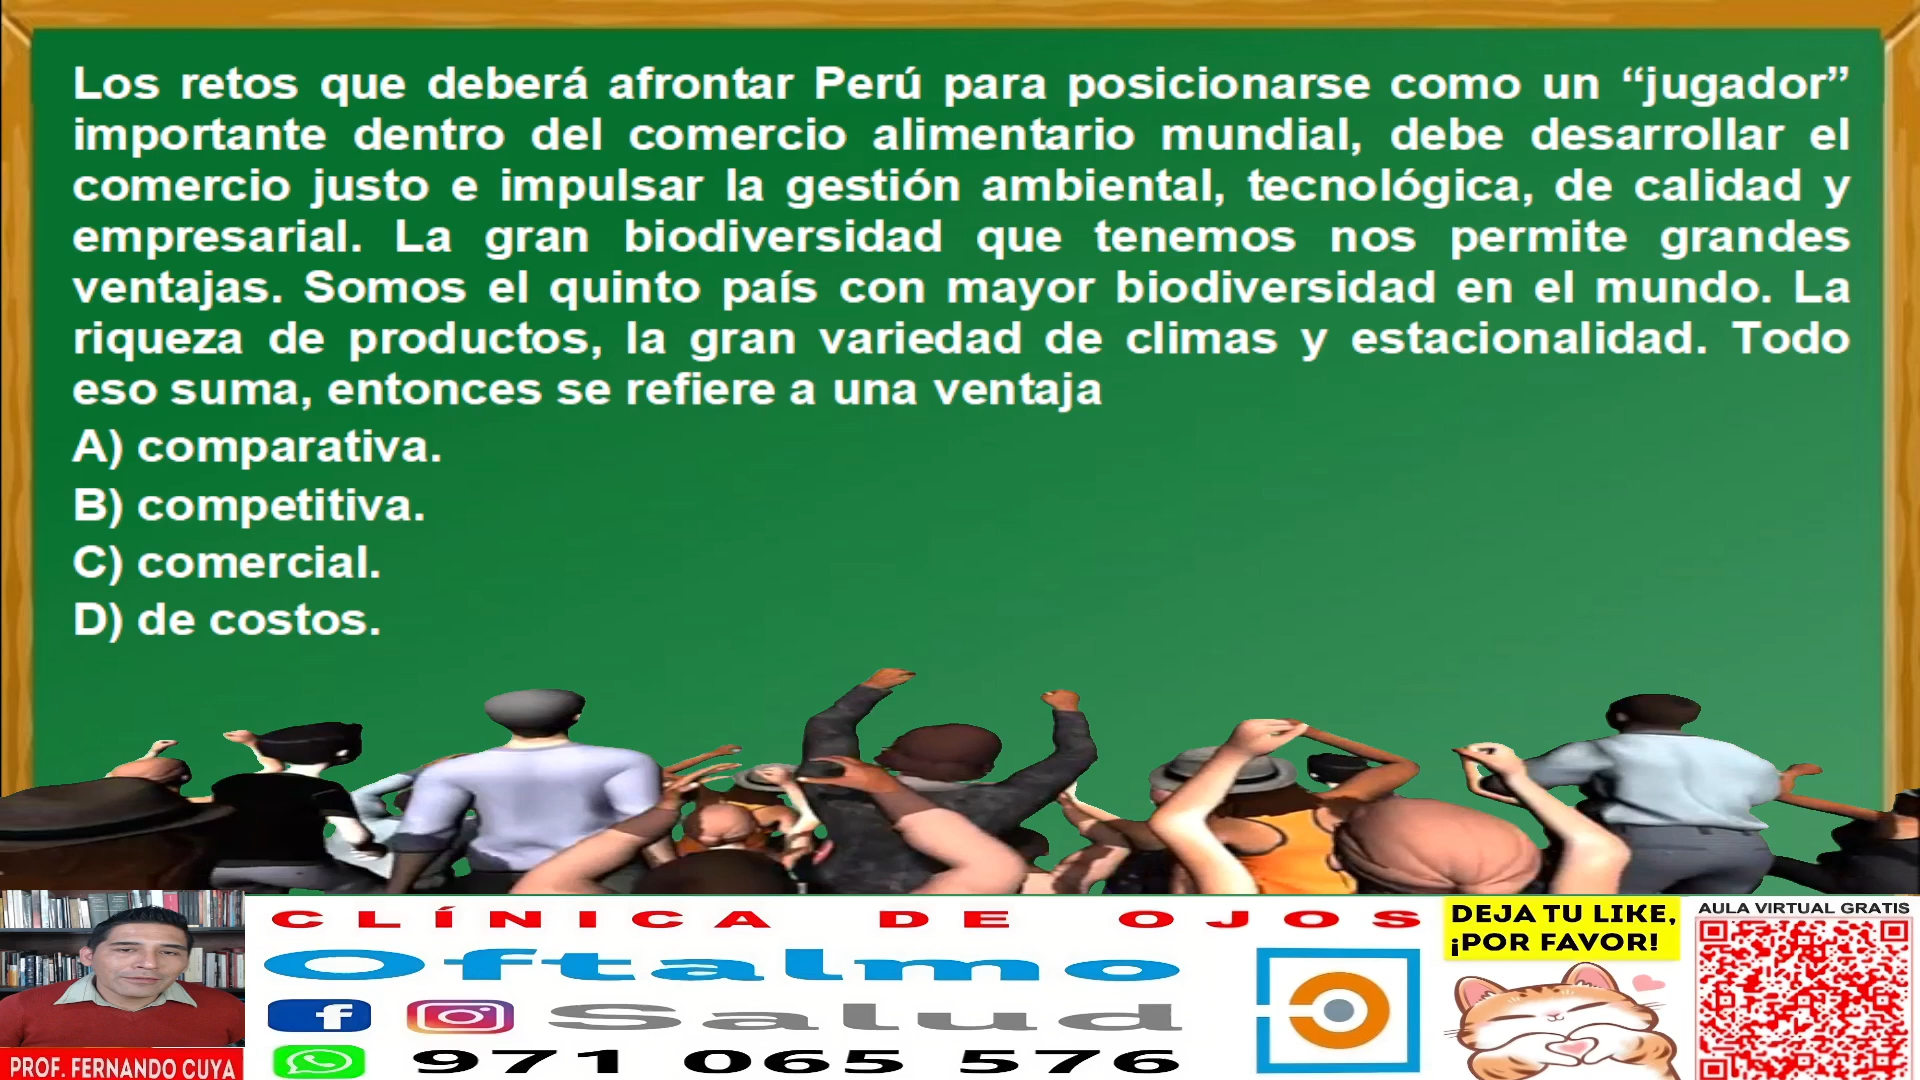 Los retos que deberá afrontar Perú para posicionarse como un “jugador”
importante dentro del comercio alimentario mundial, debe desarrollar el
comercio justo e impulsar la gestión ambiental, tecnológica, de calidad y
empresarial. La gran biodiversidad que tenemos nos permite grandes
ventajas. Somos el quinto país con mayor biodiversidad en el mundo. La
riqueza de productos, la gran variedad de climas y estacionalidad. Todo
eso suma, entonces se refiere a una ventaja
A) comparativa.
B) competitiva.
C) comercial.
D) de costos.
PROF. FERNANDO CUYA
CLÍNICA DE OJOS
Oftalmo
Salud
971 065 576
DEJA TU LIKE,
¡POR FAVOR!
AULA VIRTUAL GRATIS